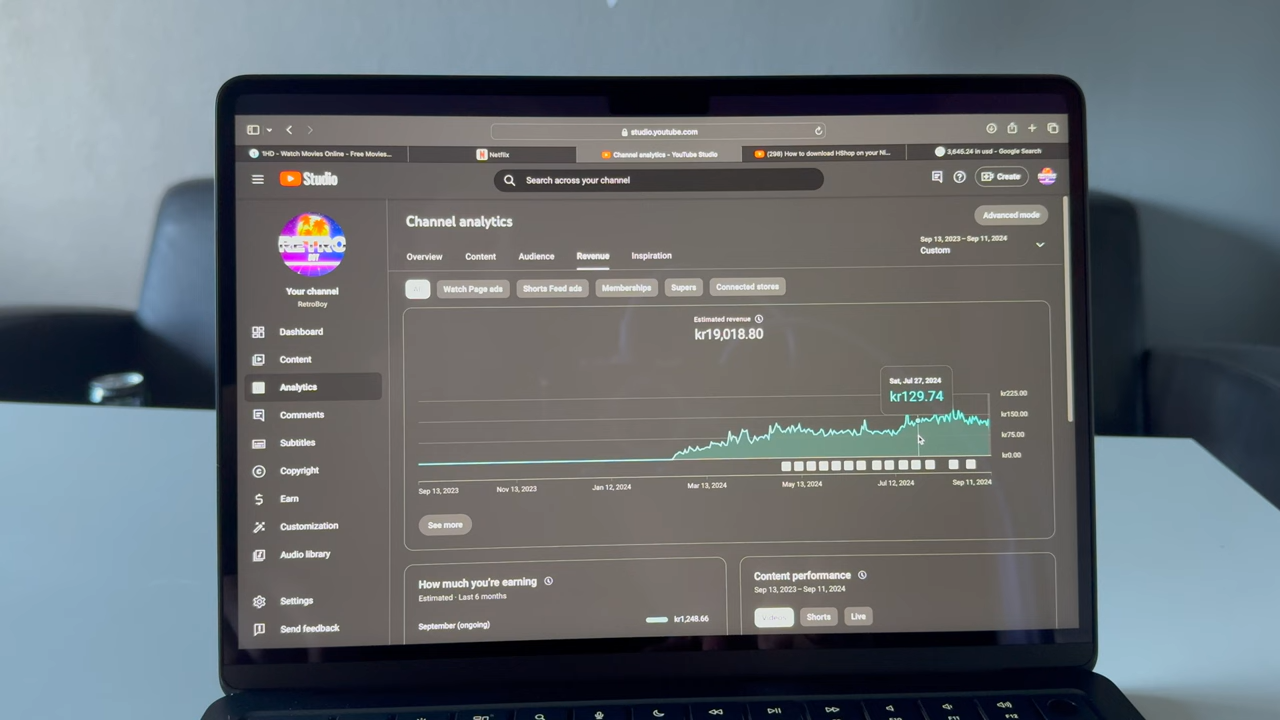 studio.youtube.com
1HD - Watch Movies Online - Free Movies...
Netflix
Channel analytics - YouTube Studio
(298) How to download HShop on your Ni...
3,645.24 in usd - Google Search
Studio
Search across your channel
Create
RETRO
BOY
Your channel
RetroBoy
Dashboard
Content
Analytics
Comments
Subtitles
Copyright
Earn
Customization
Audio library
Settings
Send feedback
Channel analytics
Advanced mode
Sep 13, 2023 – Sep 11, 2024
Custom
Overview Content Audience Revenue Inspiration
Watch Page ads Shorts Feed ads Memberships Supers Connected stores
Estimated revenue
kr19,018.80
Sat, Jul 27, 2024
kr129.74
kr225.00
kr150.00
kr75.00
kr0.00
Sep 13, 2023 Nov 13, 2023 Jan 12, 2024 Mar 13, 2024 May 13, 2024 Jul 12, 2024 Sep 11, 2024
See more
How much you're earning
Estimated · Last 6 months
September (ongoing) kr1,248.66
Content performance
Sep 13, 2023 – Sep 11, 2024
Videos Shorts Live
F10 F11 F12